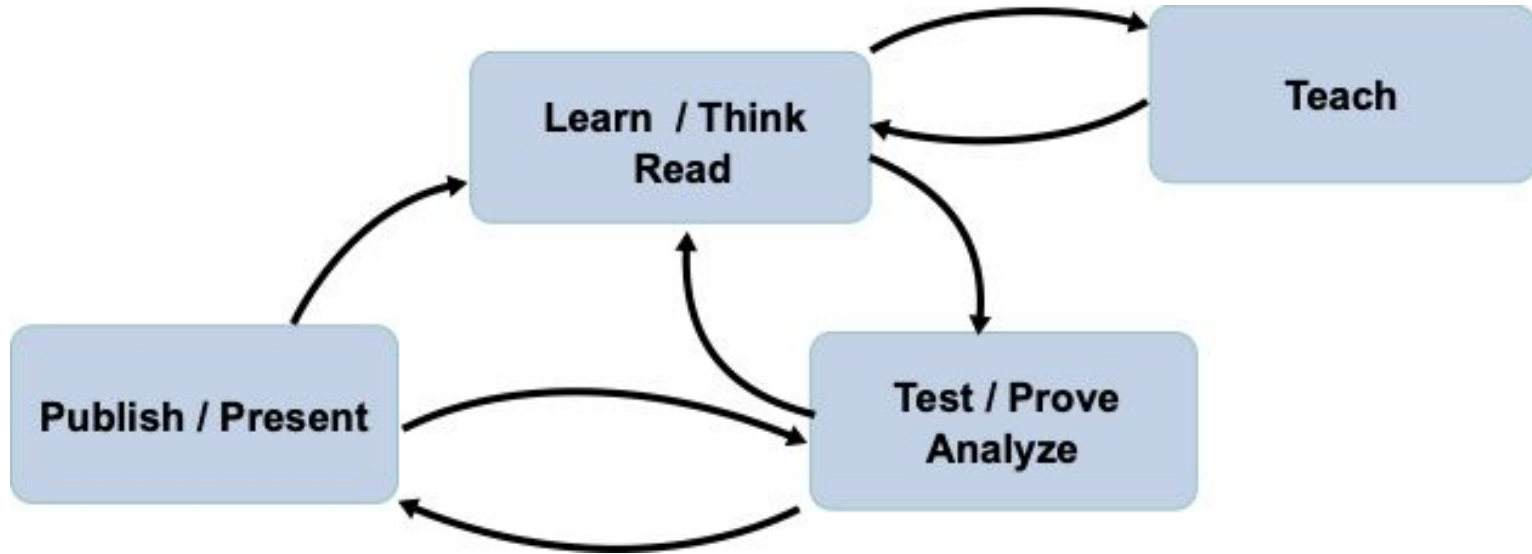 Teach
Learn / Think
Read
Publish / Present
Test / Prove
Analyze